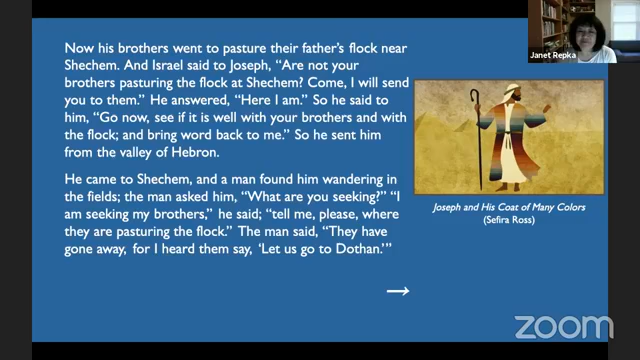 Now his brothers went to pasture their father's flock near
Shechem. And Israel said to Joseph, "Are not your
brothers pasturing the flock at Shechem? Come, I will send
you to them." He answered, "Here I am." So he said to
him, "Go now, see if it is well with your brothers and with
the flock; and bring word back to me." So he sent him
from the valley of Hebron.
He came to Shechem, and a man found him wandering in
the fields; the man asked him, "What are you seeking?" "I
am seeking my brothers," he said; "tell me, please, where
they are pasturing the flock." The man said, "They have
gone away, for I heard them say, 'Let us go to Dothan.'"
→
Janet Repka
Joseph and His Coat of Many Colors
(Sefira Ross)
zoom